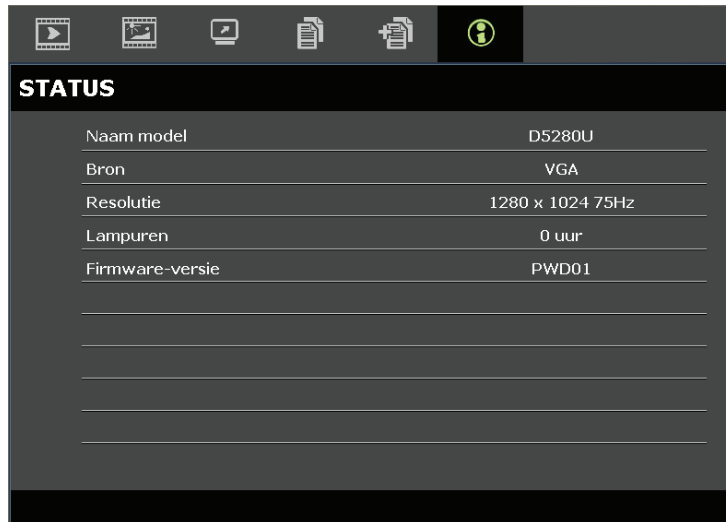 STATUS
Naam model D5280U
Bron VGA
Resolutie 1280 x 1024 75Hz
Lampuren 0 uur
Firmware-versie PWD01